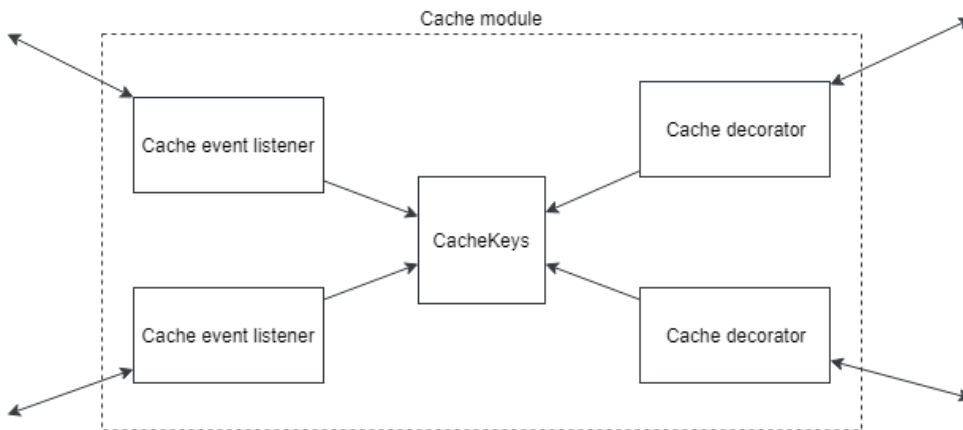 Cache module
Cache event listener
Cache decorator
CacheKeys
Cache event listener
Cache decorator